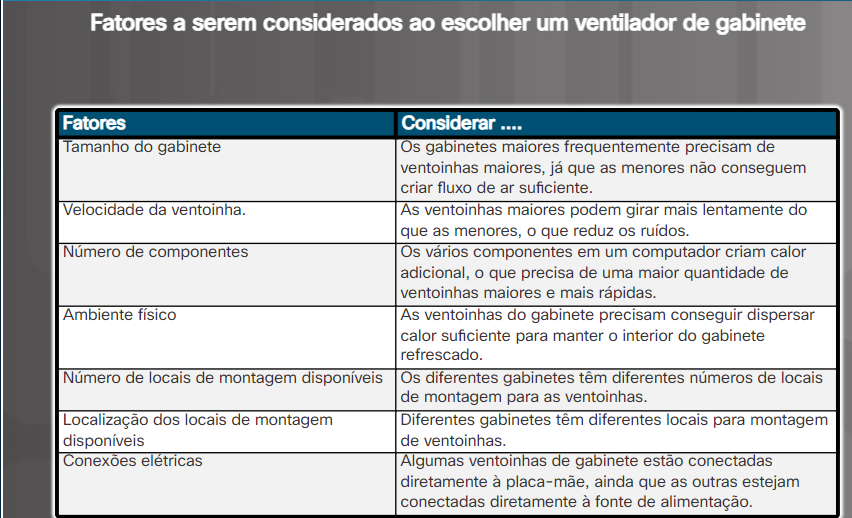 Fatores a serem considerados ao escolher um ventilador de gabinete
Fatores
Considerar ....
Tamanho do gabinete
Os gabinetes maiores frequentemente precisam de
ventoinhas maiores, já que as menores não conseguem
criar fluxo de ar suficiente.
Velocidade da ventoinha.
As ventoinhas maiores podem girar mais lentamente do
que as menores, o que reduz os ruídos.
Número de componentes
Os vários componentes em um computador criam calor
adicional, o que precisa de uma maior quantidade de
ventoinhas maiores e mais rápidas.
Ambiente físico
As ventoinhas do gabinete precisam conseguir dispersar
calor suficiente para manter o interior do gabinete
refrescado.
Número de locais de montagem disponíveis
Os diferentes gabinetes têm diferentes números de locais
de montagem para as ventoinhas.
Localização dos locais de montagem
disponíveis
Diferentes gabinetes têm diferentes locais para montagem
de ventoinhas.
Conexões elétricas
Algumas ventoinhas de gabinete estão conectadas
diretamente à placa-mãe, ainda que as outras estejam
conectadas diretamente à fonte de alimentação.